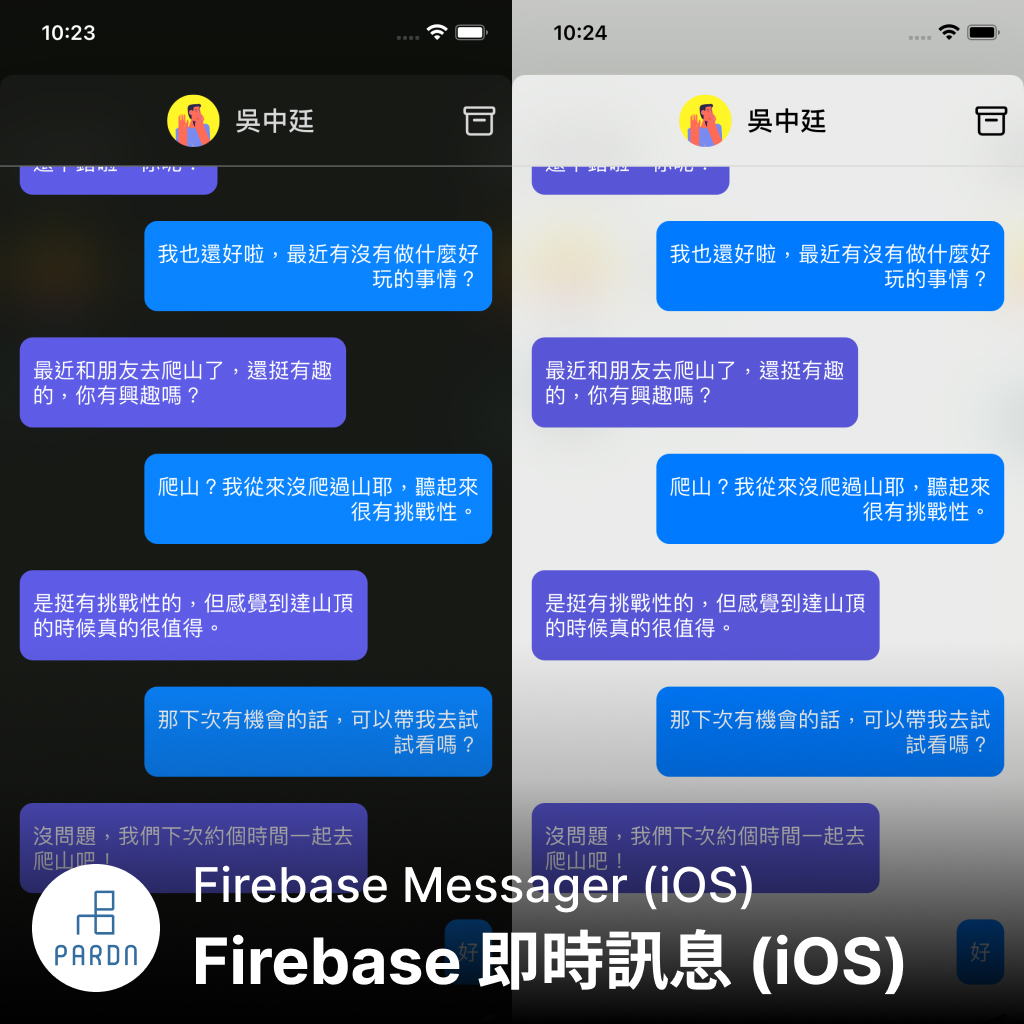 10:23
吳中廷
還不錯啦，你呢？
我也還好啦，最近有沒有做什麼好
玩的事情？
最近和朋友去爬山了，還挺有趣
的，你有興趣嗎？
爬山？我從來沒爬過山耶，聽起來
很有挑戰性。
是挺有挑戰性的，但感覺到達山頂
的時候真的很值得。
那下次有機會的話，可以帶我去試
試看嗎？
沒問題，我們下次約個時間一起去
爬山吧！
好
10:24
吳中廷
還不錯啦，你呢？
我也還好啦，最近有沒有做什麼好
玩的事情？
最近和朋友去爬山了，還挺有趣
的，你有興趣嗎？
爬山？我從來沒爬過山耶，聽起來
很有挑戰性。
是挺有挑戰性的，但感覺到達山頂
的時候真的很值得。
那下次有機會的話，可以帶我去試
試看嗎？
沒問題，我們下次約個時間一起去
爬山吧！
好
PARDN
Firebase Messager (iOS)
Firebase 即時訊息 (iOS)